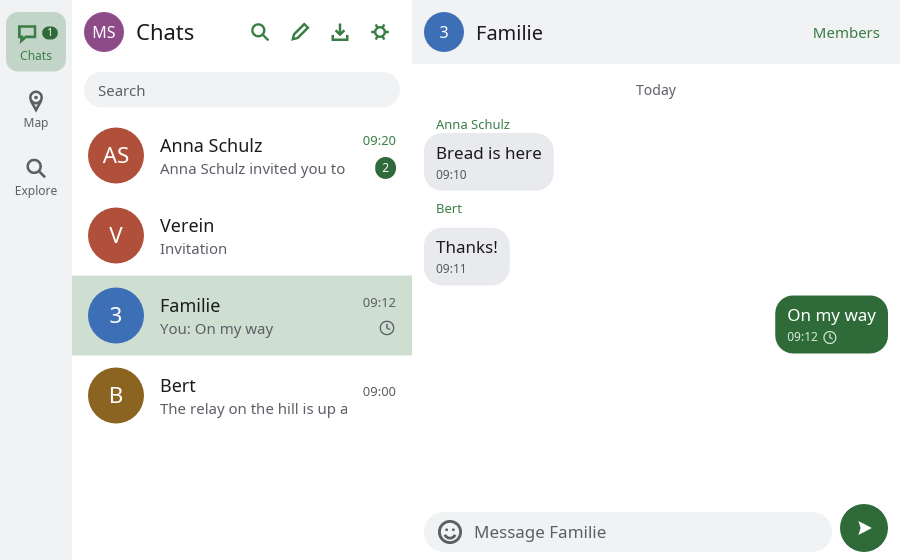 1
Chats
Map
Explore
MS
Chats
Search
AS
Anna Schulz
09:20
Anna Schulz invited you to
2
V
Verein
Invitation
3
Familie
09:12
You: On my way
B
Bert
09:00
The relay on the hill is up a
3
Familie
Members
Today
Anna Schulz
Bread is here
09:10
Bert
Thanks!
09:11
On my way
09:12
Message Familie